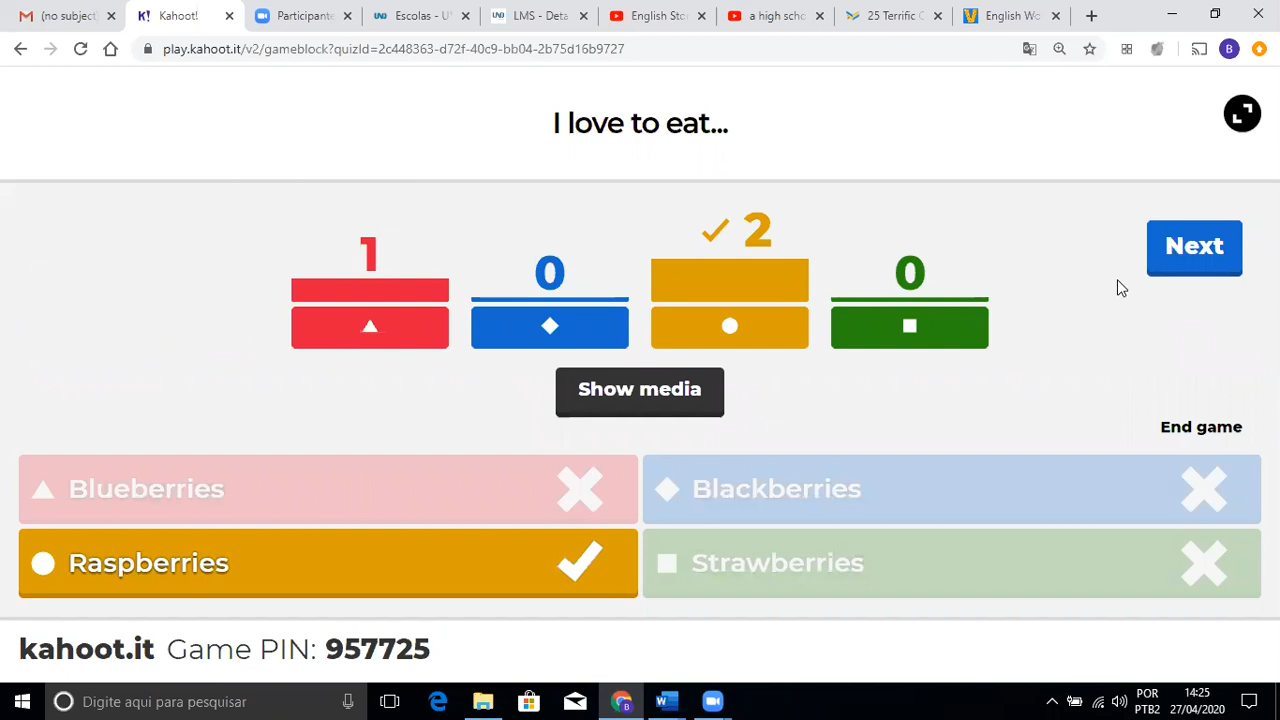 (no subject)
Kahoot!
Participante
Escolas - U
LMS - Deta
English Sto
a high scho
25 Terrific C
English Wo
play.kahoot.it/v2/gameblock?quizId=2c448363-d72f-40c9-bb04-2b75d16b9727
B
I love to eat...
1
0
2
0
Next
Show media
End game
Blueberries
Blackberries
Raspberries
Strawberries
kahoot.it Game PIN: 957725
Digite aqui para pesquisar
POR
PTB2
14:25
27/04/2020